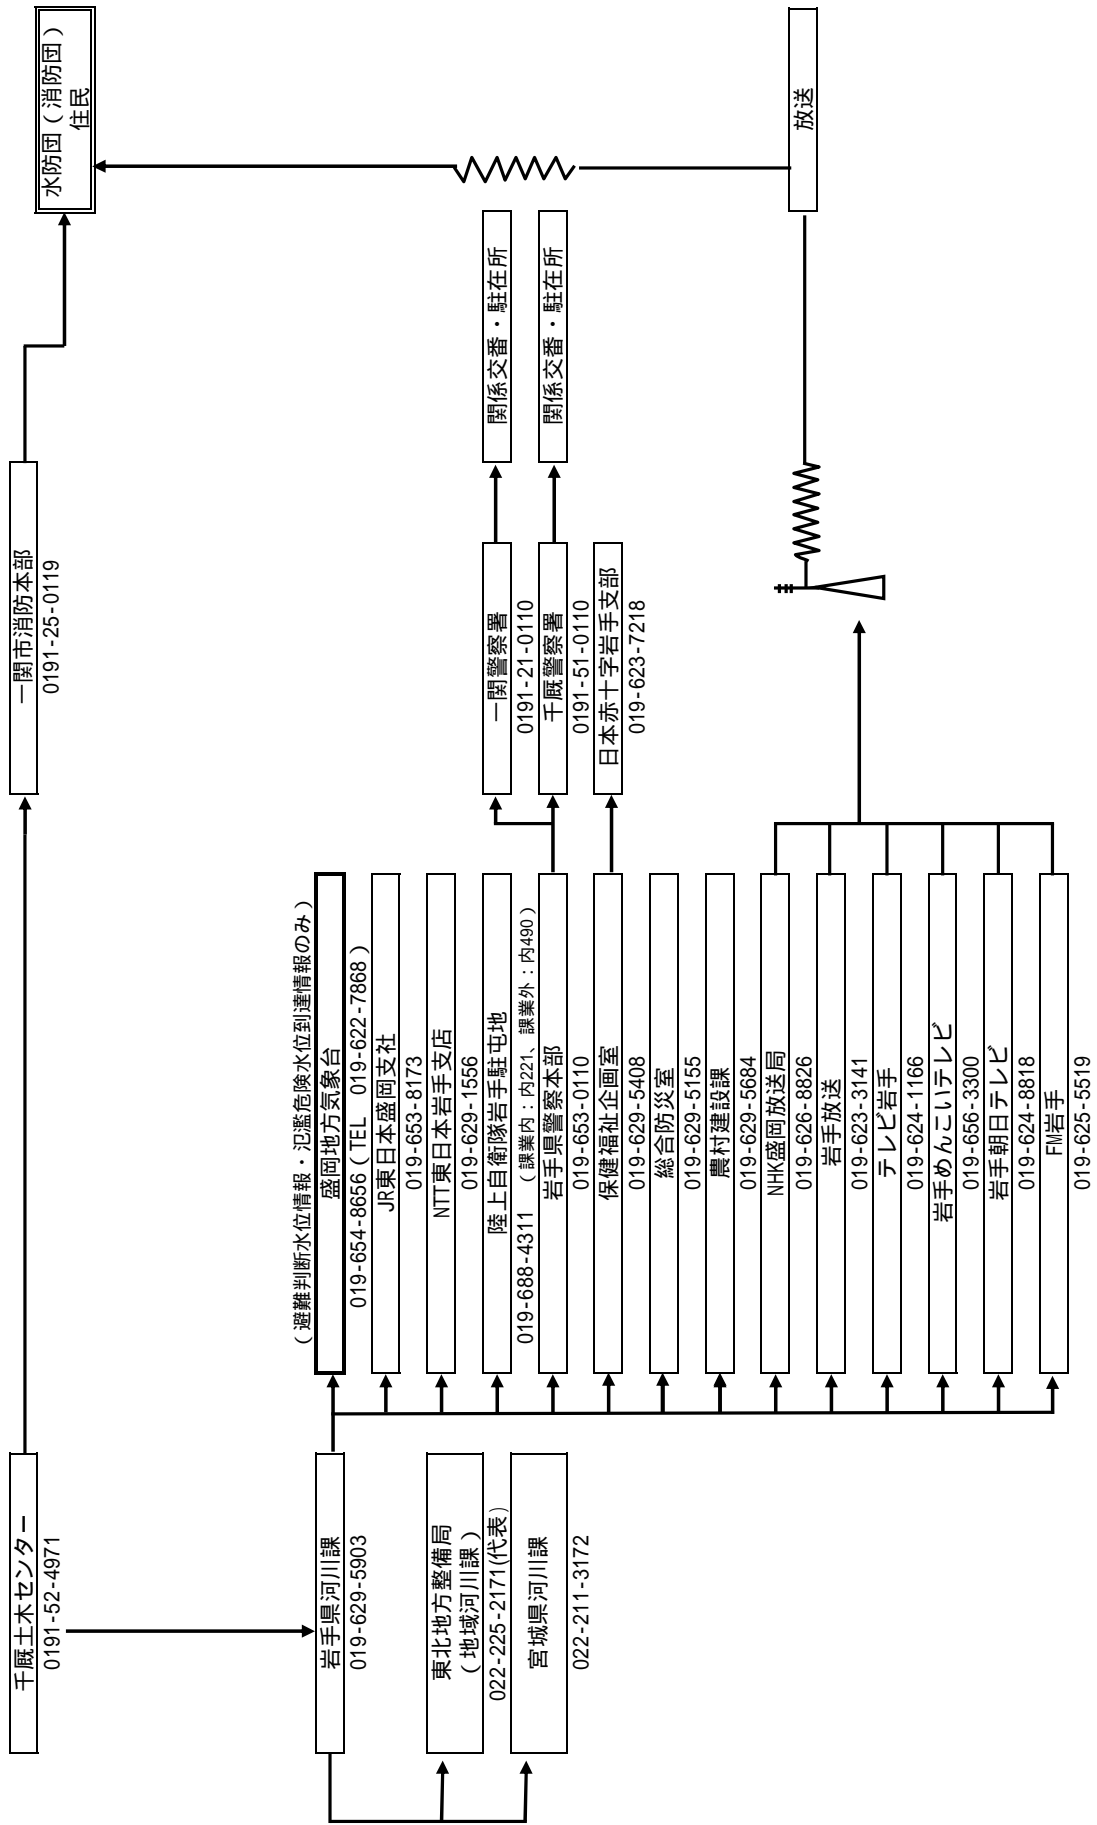 千厩土木センター
0191-52-4971
一関市消防本部
0191-25-0119
水防団（消防団）
住民
岩手県河川課
019-629-5903
東北地方整備局
（地域河川課）
022-225-2171(代表)
宮城県河川課
022-211-3172
（避難判断水位情報・氾濫危険水位到達情報のみ）
盛岡地方気象台
019-654-8656（TEL 019-622-7868）
JR東日本盛岡支社
019-653-8173
NTT東日本岩手支店
019-629-1556
陸上自衛隊岩手駐屯地
019-688-4311 （課業内：内221、課業外：内490）
岩手県警察本部
019-653-0110
保健福祉企画室
019-629-5408
総合防災室
019-629-5155
農村建設課
019-629-5684
NHK盛岡放送局
019-626-8826
岩手放送
019-623-3141
テレビ岩手
019-624-1166
岩手めんこいテレビ
019-656-3300
岩手朝日テレビ
019-624-8818
FM岩手
019-625-5519
一関警察署
0191-21-0110
千厩警察署
0191-51-0110
日本赤十字岩手支部
019-623-7218
関係交番・駐在所
関係交番・駐在所
放送